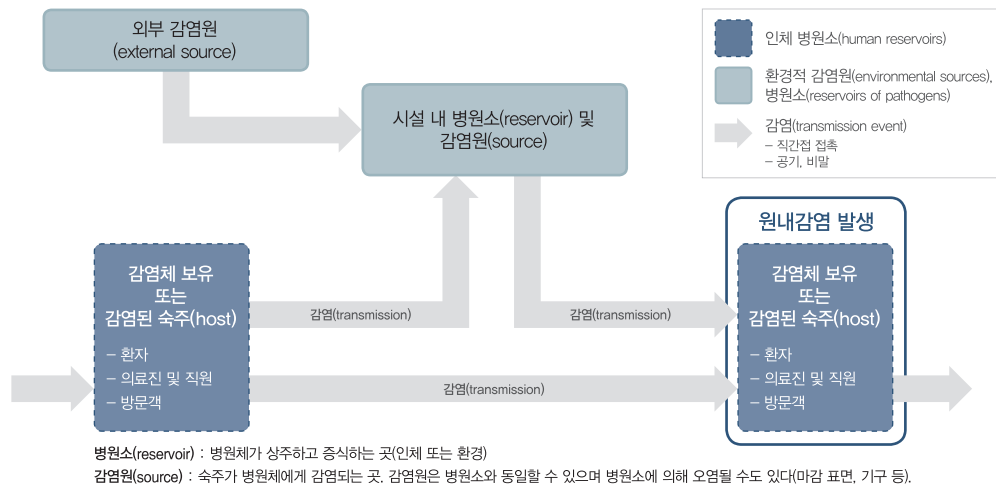 외부 감염원
(external source)
시설 내 병원소(reservoir) 및
감염원(source)
인체 병원소(human reservoirs)
환경적 감염원(environmental sources),
병원소(reservoirs of pathogens)
감염(transmission event)
– 직간접 접촉
– 공기, 비말
원내감염 발생
감염체 보유
또는
감염된 숙주(host)
– 환자
– 의료진 및 직원
– 방문객
감염(transmission)
감염(transmission)
감염(transmission)
감염체 보유
또는
감염된 숙주(host)
– 환자
– 의료진 및 직원
– 방문객
병원소(reservoir) : 병원체가 상주하고 증식하는 곳(인체 또는 환경)
감염원(source) : 숙주가 병원체에게 감염되는 곳, 감염원은 병원소와 동일할 수 있으며 병원소에 의해 오염될 수도 있다(마감 표면, 기구 등).